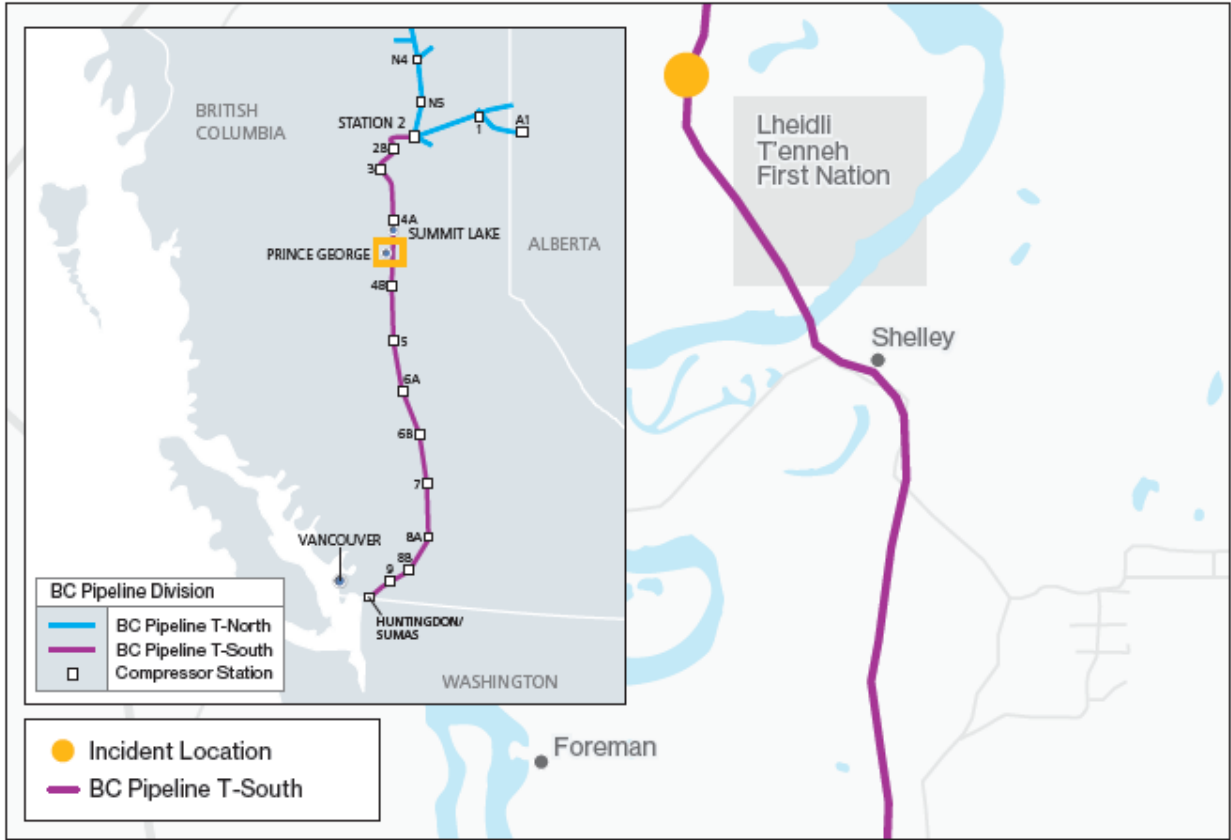 N4
BRITISH
COLUMBIA
N5
STATION 2
1
A1
2B
3
4A
SUMMIT LAKE
PRINCE GEORGE
ALBERTA
4B
5
6A
6B
7
8A
VANCOUVER
8B
9
HUNTINGDON/
SUMAS
WASHINGTON
BC Pipeline Division
BC Pipeline T-North
BC Pipeline T-South
Compressor Station
Lheidli
T'enneh
First Nation
Shelley
Foreman
Incident Location
BC Pipeline T-South